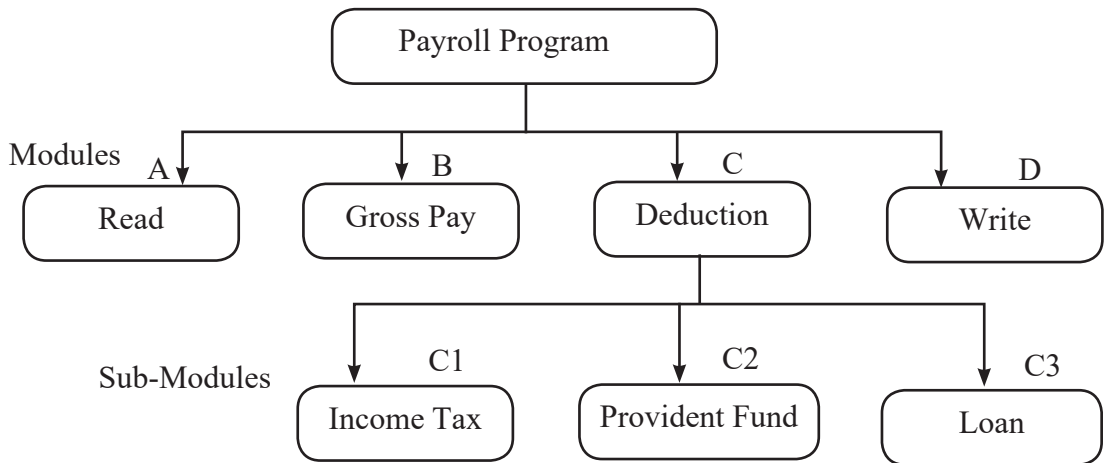 Payroll Program
Modules
A
B
C
D
Read
Gross Pay
Deduction
Write
Sub-Modules
C1
C2
C3
Income Tax
Provident Fund
Loan